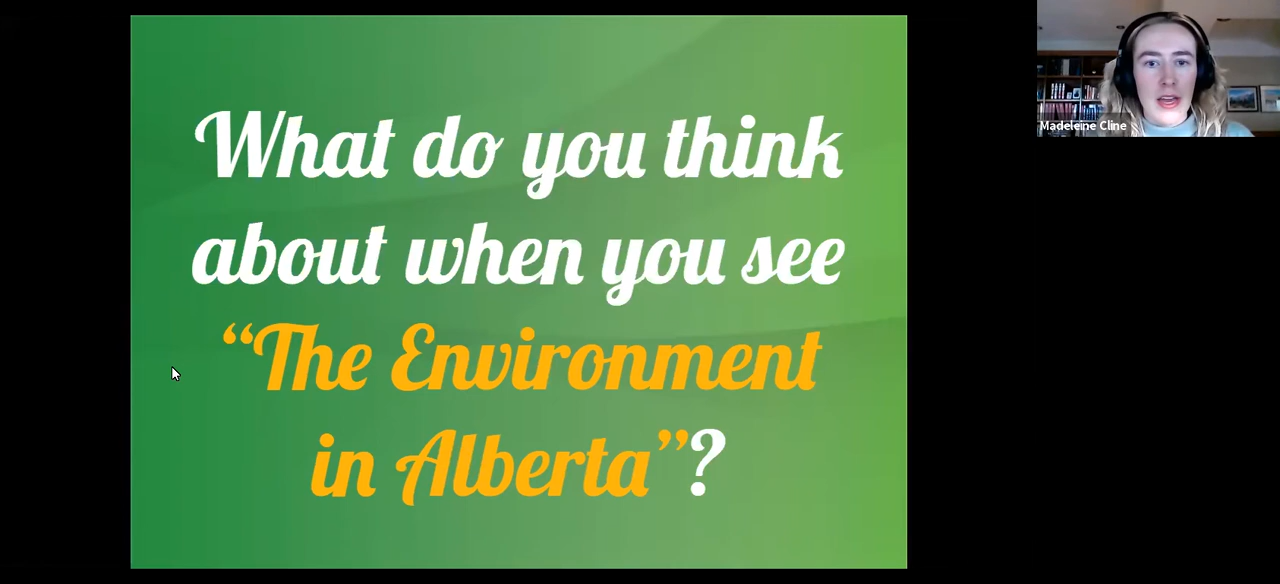 What do you think
about when you see
“The Environment
in Alberta”?
Madeleine Cline